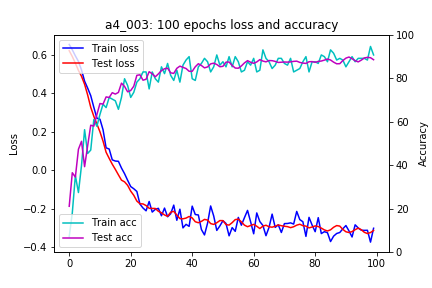 a4_003: 100 epochs loss and accuracy
Train loss
Test loss
Train acc
Test acc
Loss
0.6
0.4
0.2
0.0
−0.2
−0.4
Accuracy
100
80
60
40
20
0
0
20
40
60
80
100